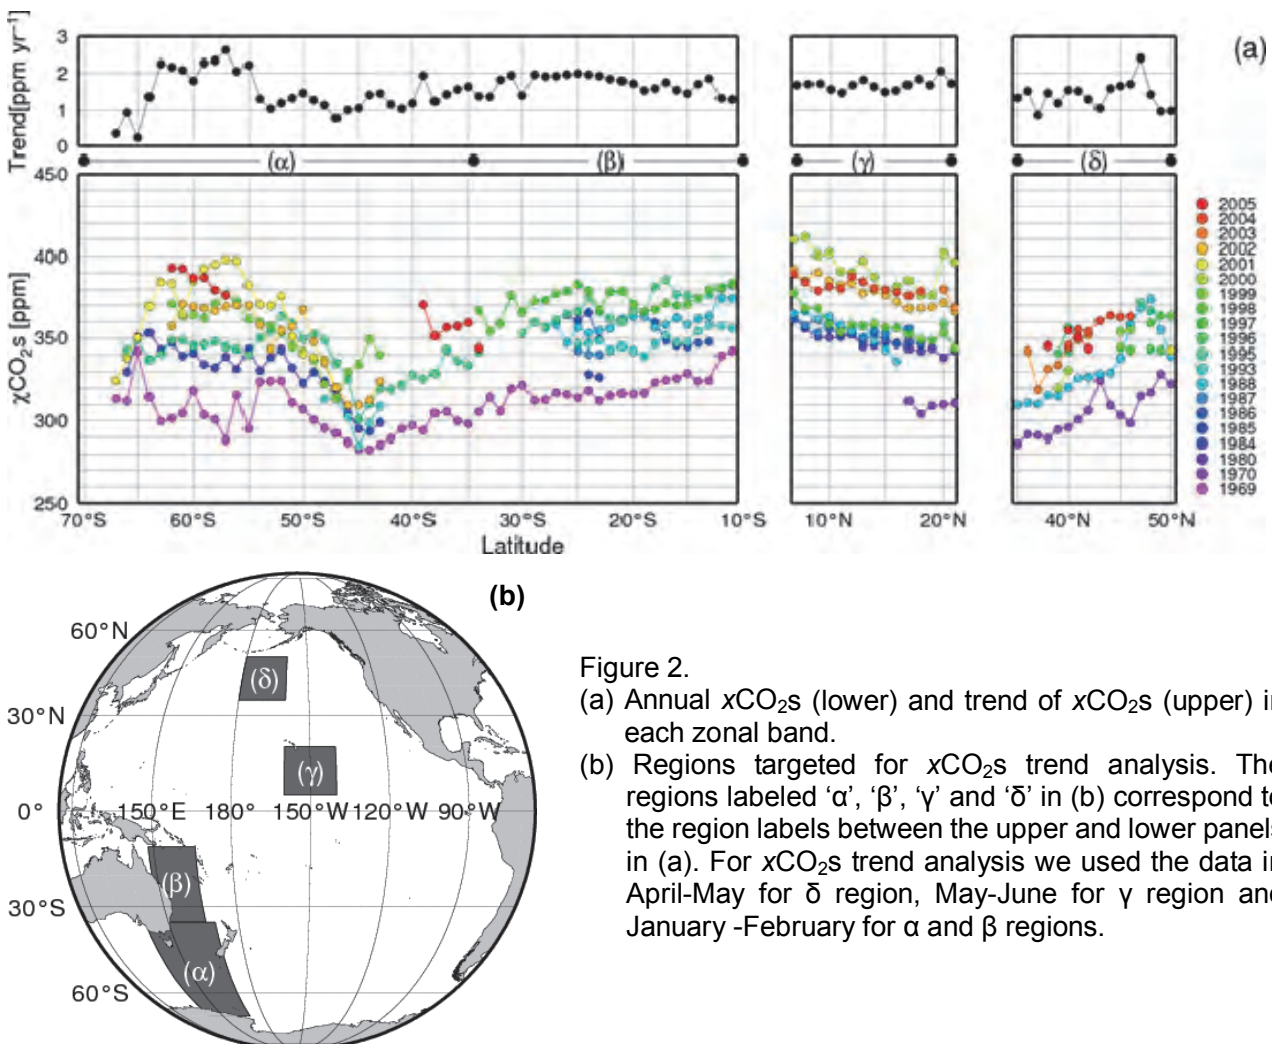 (a)
Trend[ppm yr⁻¹]
3
2
1
0
(α) (β) (γ) (δ)
χCO₂s [ppm]
450
400
350
300
250
70°S 60°S 50°S 40°S 30°S 20°S 10°S 10°N 20°N 40°N 50°N
Latitude
2005
2004
2003
2002
2001
2000
1999
1998
1997
1996
1995
1993
1988
1987
1986
1985
1984
1980
1970
1969
(b)
60°N
(δ)
30°N
(γ)
0° 150°E 180° 150°W 120°W 90°W
(β)
30°S
(α)
60°S
Figure 2.
(a) Annual xCO₂s (lower) and trend of xCO₂s (upper) i
each zonal band.
(b) Regions targeted for xCO₂s trend analysis. The
regions labeled ‘α’, ‘β’, ‘γ’ and ‘δ’ in (b) correspond to
the region labels between the upper and lower panels
in (a). For xCO₂s trend analysis we used the data i
April-May for δ region, May-June for γ region and
January -February for α and β regions.